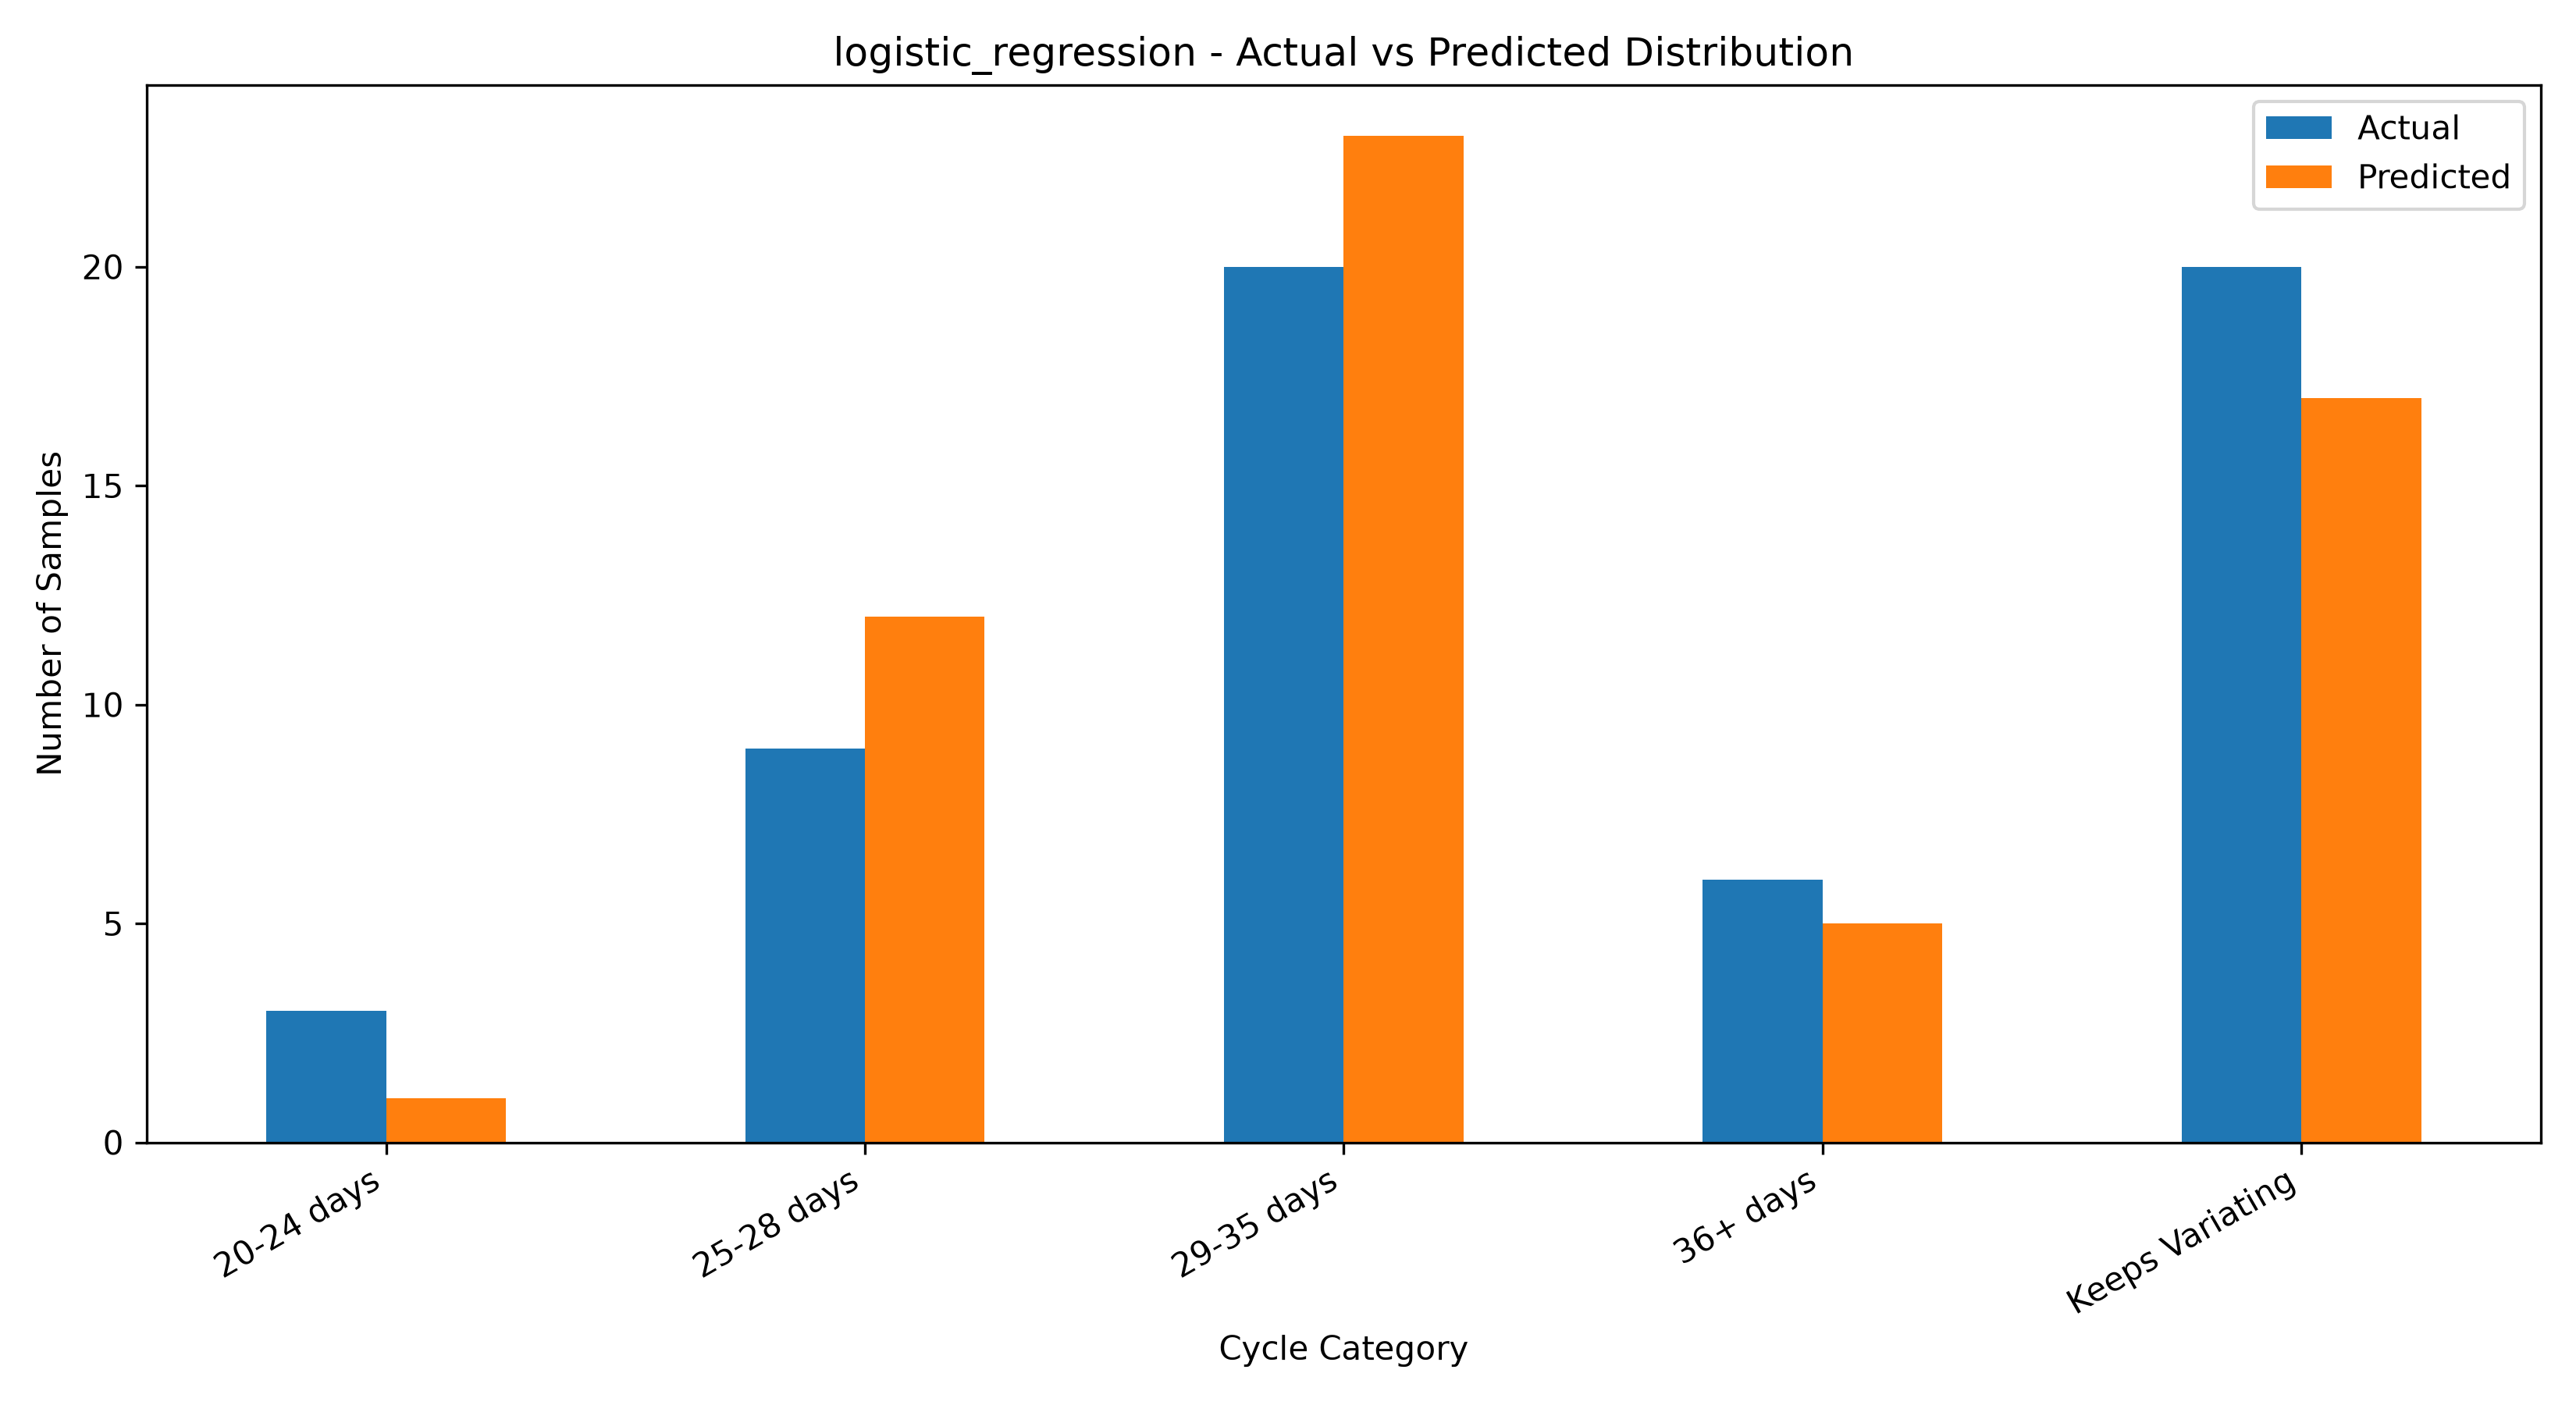 logistic_regression - Actual vs Predicted Distribution
Actual
Predicted
Number of Samples
20
15
10
5
0
20-24 days
25-28 days
29-35 days
36+ days
Keeps Variating
Cycle Category